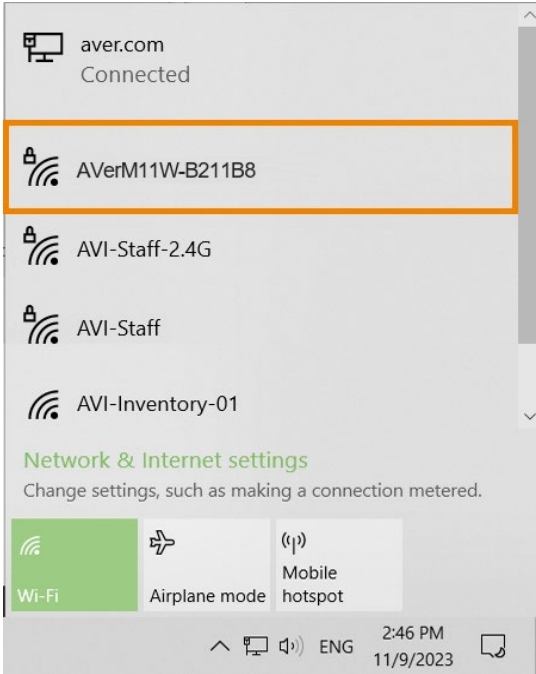 aver.com
Connected
AVerM11W-B211B8
AVI-Staff-2.4G
AVI-Staff
AVI-Inventory-01
Network & Internet settings
Change settings, such as making a connection metered.
Wi-Fi
Airplane mode
Mobile
hotspot
ENG
2:46 PM
11/9/2023